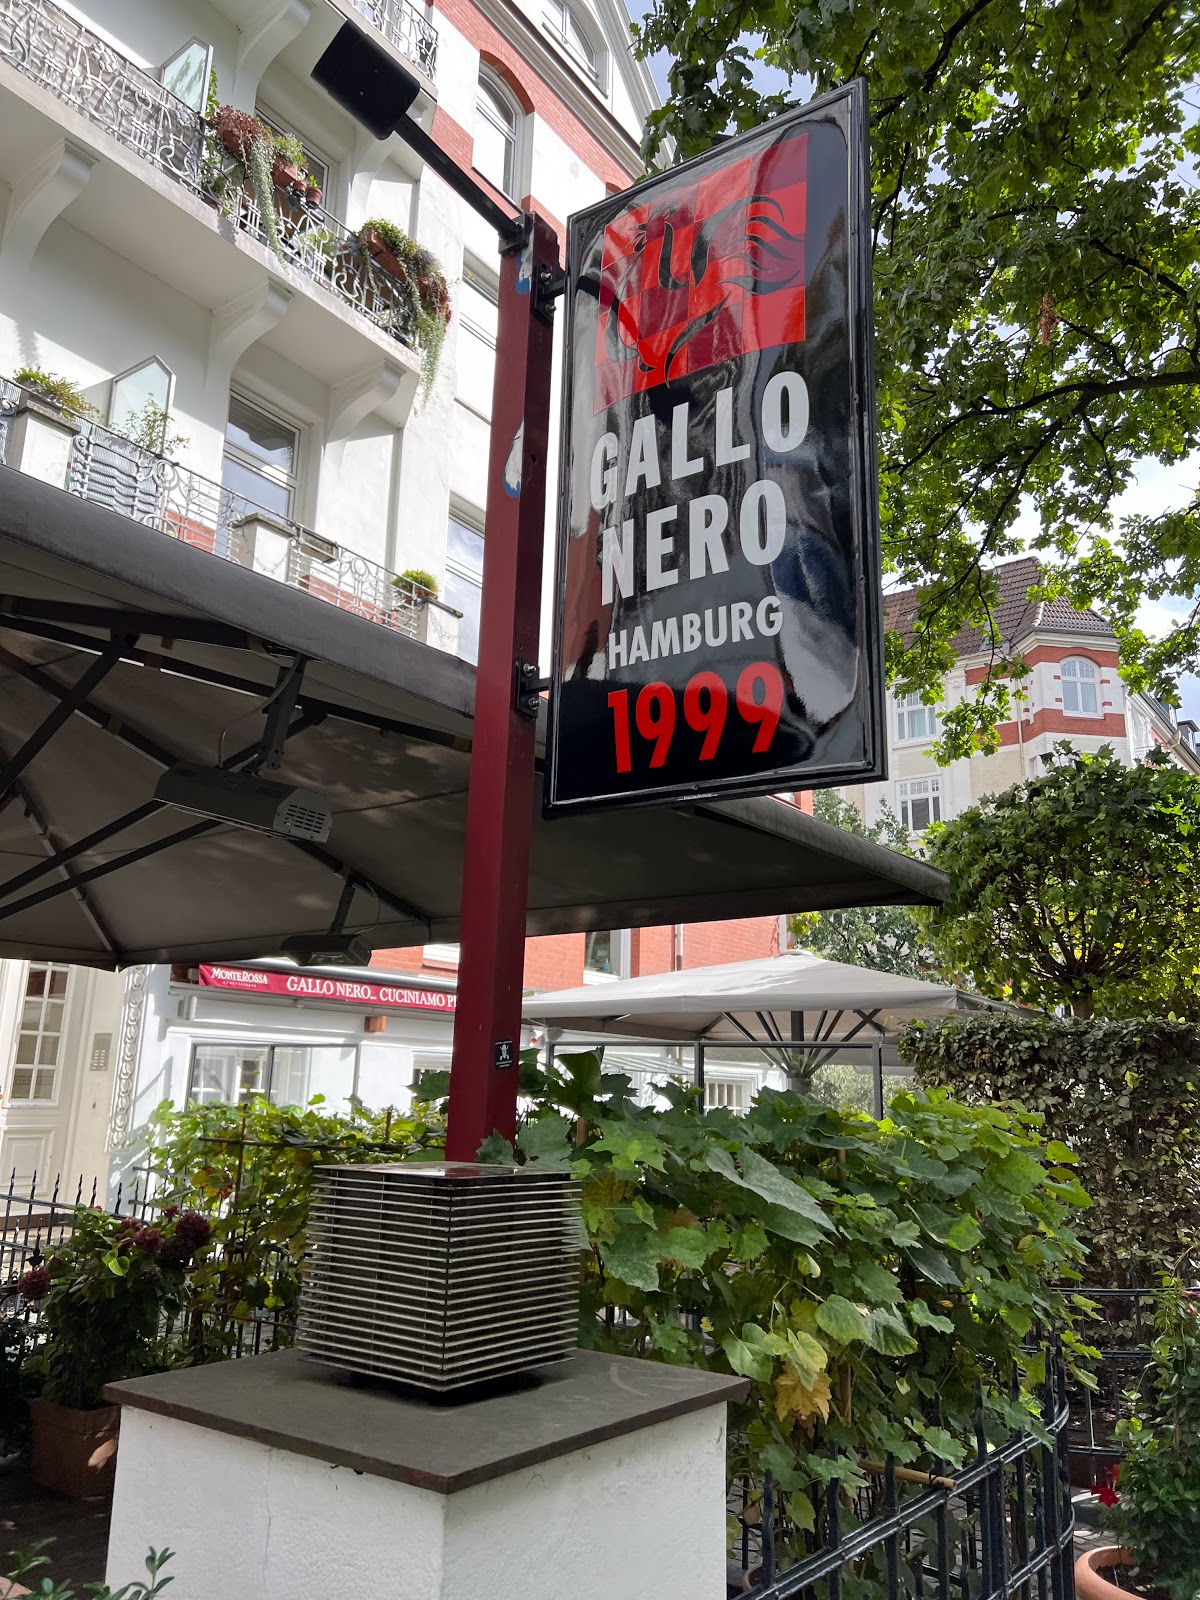 GALLO
NERO
HAMBURG
1999
MONTEROSSA
GALLO NERO... CUCINIAMO